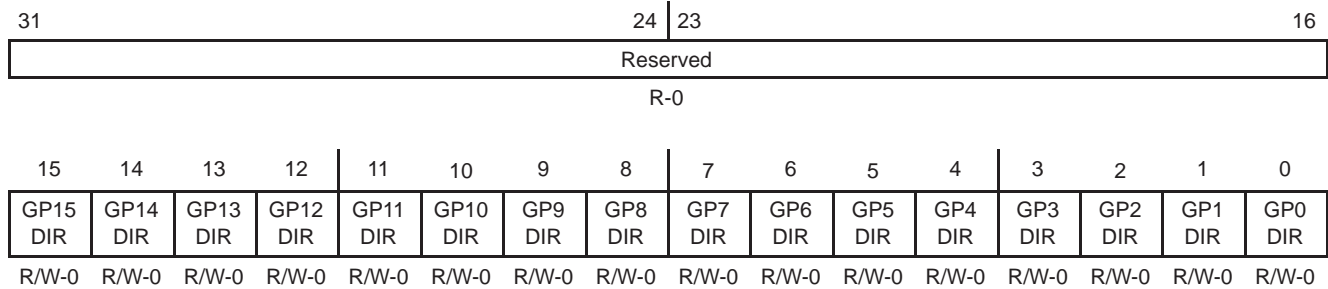 31 24 23 16
Reserved
R-0
15 14 13 12 11 10 9 8 7 6 5 4 3 2 1 0
GP15 GP14 GP13 GP12 GP11 GP10 GP9 GP8 GP7 GP6 GP5 GP4 GP3 GP2 GP1 GP0
DIR DIR DIR DIR DIR DIR DIR DIR DIR DIR DIR DIR DIR DIR DIR DIR
R/W-0 R/W-0 R/W-0 R/W-0 R/W-0 R/W-0 R/W-0 R/W-0 R/W-0 R/W-0 R/W-0 R/W-0 R/W-0 R/W-0 R/W-0 R/W-0